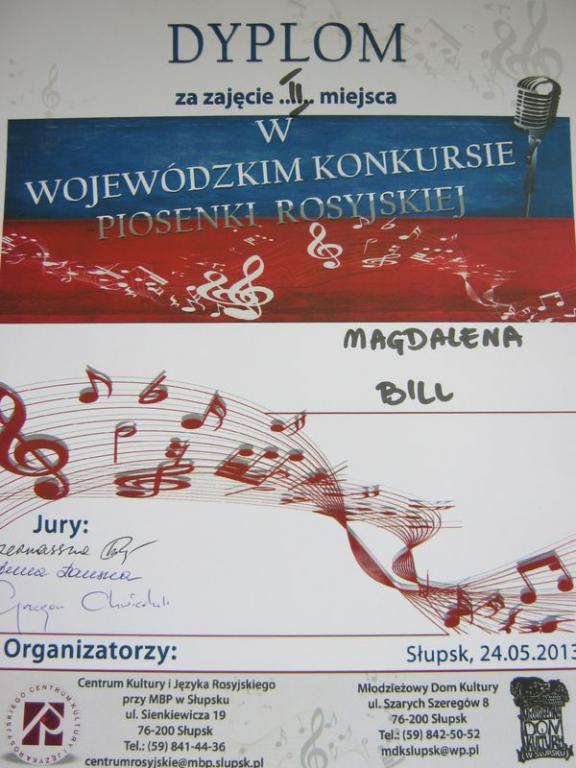 DYPLOM
za zajęcie ..II.. miejsca
W
WOJEWÓDZKIM KONKURSIE
PIOSENKI ROSYJSKIEJ
MAGDALENA
BILL
Jury:
Organizatorzy:
Słupsk, 24.05.2013
Centrum Kultury i Języka Rosyjskiego
przy MBP w Słupsku
ul. Sienkiewicza 19
76-200 Słupsk
Tel.: (59) 841-44-36
centrumrosyjskie@mbp.slupsk.pl
Młodzieżowy Dom Kultury
ul. Szarych Szeregów 8
76-200 Słupsk
Tel.: (59) 842-50-52
mdkslupsk@wp.pl